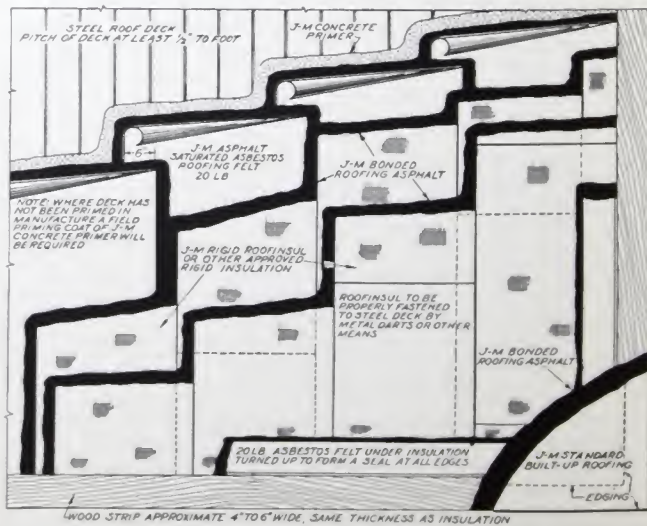 STEEL ROOF DECK
PITCH OF DECK AT LEAST ½" TO FOOT
J-M CONCRETE
PRIMER
6"
J-M ASPHALT
SATURATED ASBESTOS
ROOFING FELT
20 LB
J-M BONDED
ROOFING ASPHALT
NOTE: WHERE DECK HAS
NOT BEEN PRIMED IN
MANUFACTURE A FIELD
PRIMING COAT OF J-M
CONCRETE PRIMER WILL
BE REQUIRED
J-M RIGID ROOFINSUL
OR OTHER APPROVED
RIGID INSULATION
ROOFINSUL TO BE
PROPERLY FASTENED
TO STEEL DECK BY
METAL DARTS OR OTHER
MEANS
J-M BONDED
ROOFING ASPHALT
20 LB ASBESTOS FELT UNDER INSULATION
TURNED UP TO FORM A SEAL AT ALL EDGES
J-M STANDARD
BUILT-UP ROOFING
EDGING
WOOD STRIP APPROXIMATE 4" TO 6" WIDE, SAME THICKNESS AS INSULATION